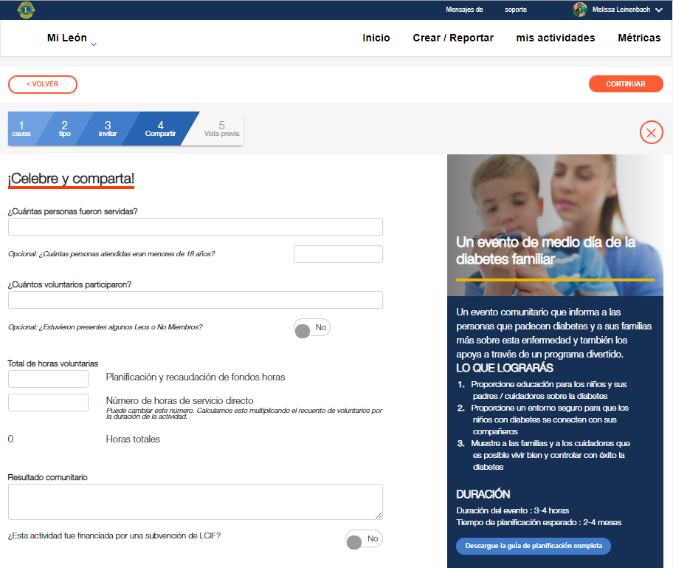 Mensajes de soporte Melissa Leinenbach
Mi León Inicio Crear / Reportar mis actividades Métricas
< VOLVER CONTINUAR
1 2 3 4 5
causa tipo invitar Compartir Vista previa
¡Celebre y comparta!
¿Cuántas personas fueron servidas?
Opcional: ¿Cuántas personas atendidas eran menores de 18 años?
¿Cuántos voluntarios participaron?
Opcional: ¿Estuvieron presentes algunos Leos o No Miembros? No
Total de horas voluntarias
Planificación y recaudación de fondos horas
Número de horas de servicio directo
Puede cambiar este número. Calculamos esto multiplicando el recuento de voluntarios por
la duración de la actividad.
0 Horas totales
Resultado comunitario
¿Esta actividad fue financiada por una subvención de LCIF? No
Un evento de medio día de la
diabetes familiar
Un evento comunitario que informa a las
personas que padecen diabetes y a sus familias
más sobre esta enfermedad y también los
apoya a través de un programa divertido.
LO QUE LOGRARÁS
1. Proporcione educación para los niños y sus
padres / cuidadores sobre la diabetes
2. Proporcione un entorno seguro para que los
niños con diabetes se conecten con sus
compañeros
3. Muestre a las familias y a los cuidadores que
es posible vivir bien y controlar con éxito la
diabetes
DURACIÓN
Duración del evento : 3-4 horas
Tiempo de planificación esperado : 2-4 meses
Descargue la guía de planificación completa